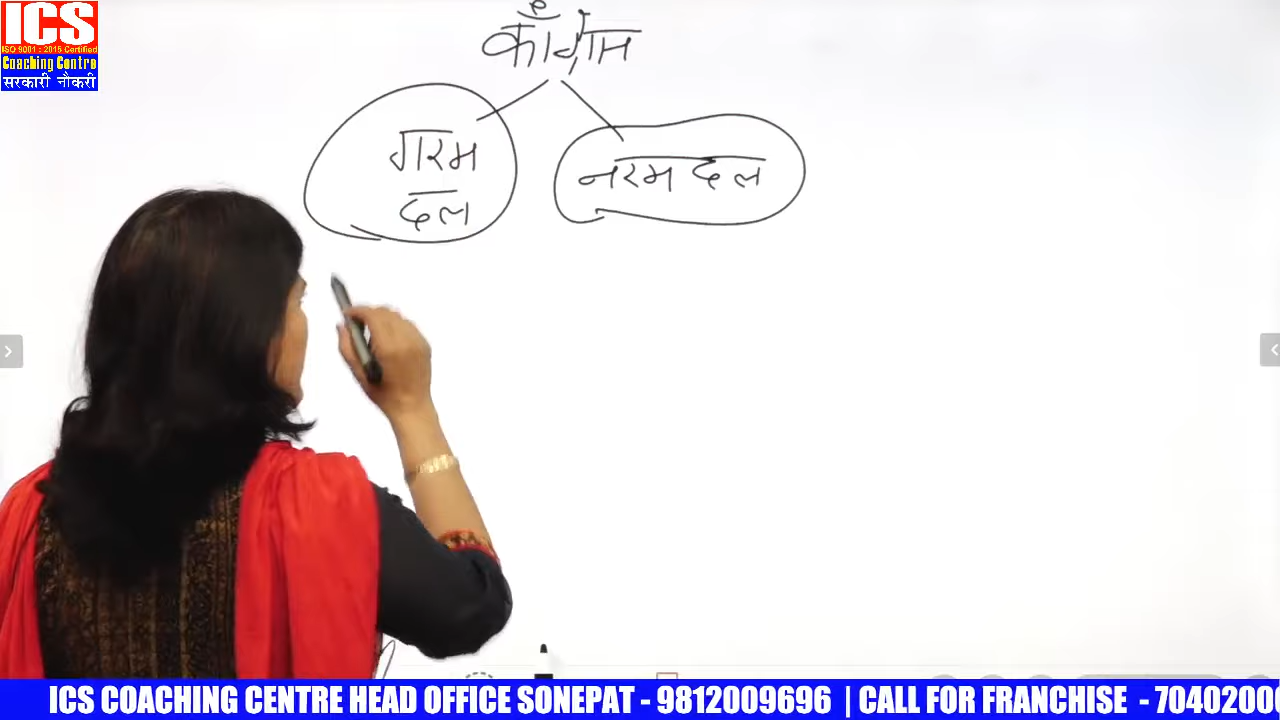 ICS
ISO 9001 : 2015 Certified
Coaching Centre
सरकारी नौकरी
गरम
दल
नरम दल
ICS COACHING CENTRE HEAD OFFICE SONEPAT - 9812009696 | CALL FOR FRANCHISE - 7040200